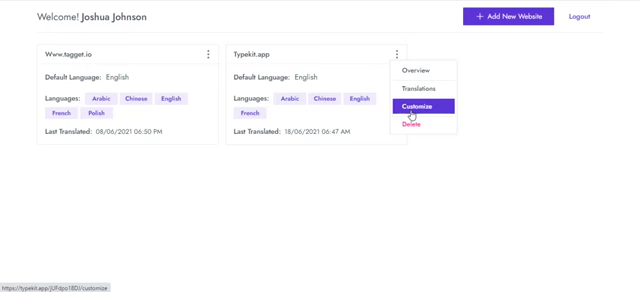 Welcome! Joshua Johnson
+ Add New Website
Logout
Www.tagget.io
Default Language: English
Languages: Arabic Chinese English
French Polish
Last Translated: 08/06/2021 06:50 PM
Typekit.app
Default Language: English
Languages: Arabic Chinese English
French
Last Translated: 18/06/2021 06:47 AM
Overview
Translations
Customize
Delete